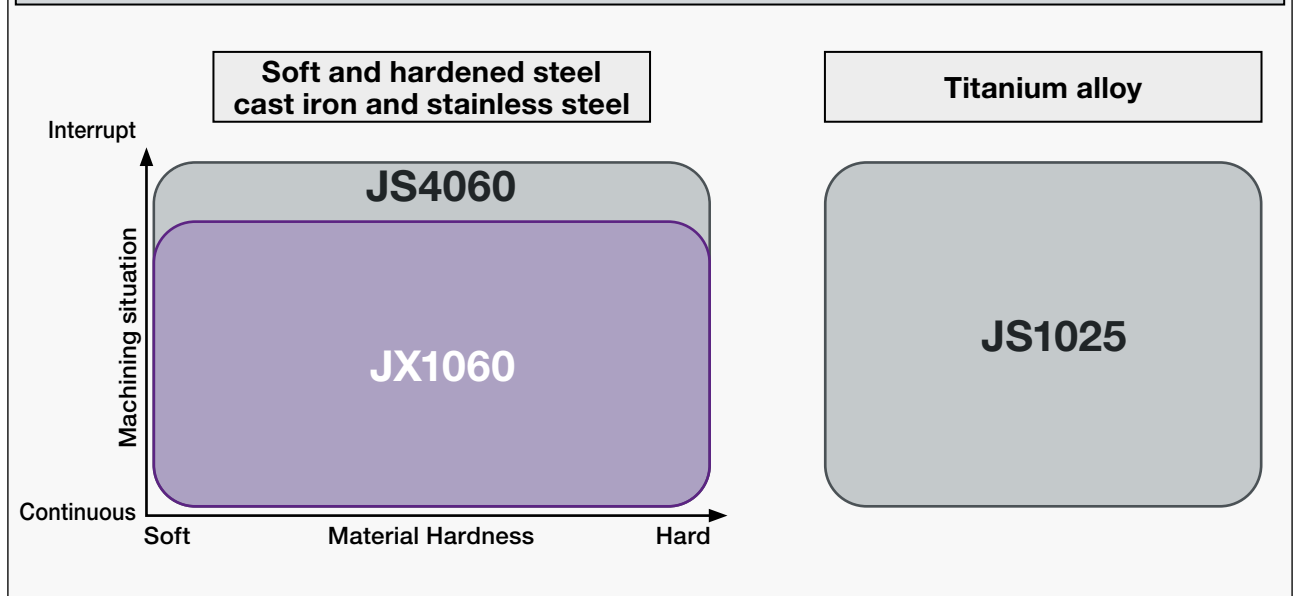 Soft and hardened steel
cast iron and stainless steel
Titanium alloy
Interrupt
JS4060
Machining situation
JX1060
JS1025
Continuous
Soft
Material Hardness
Hard